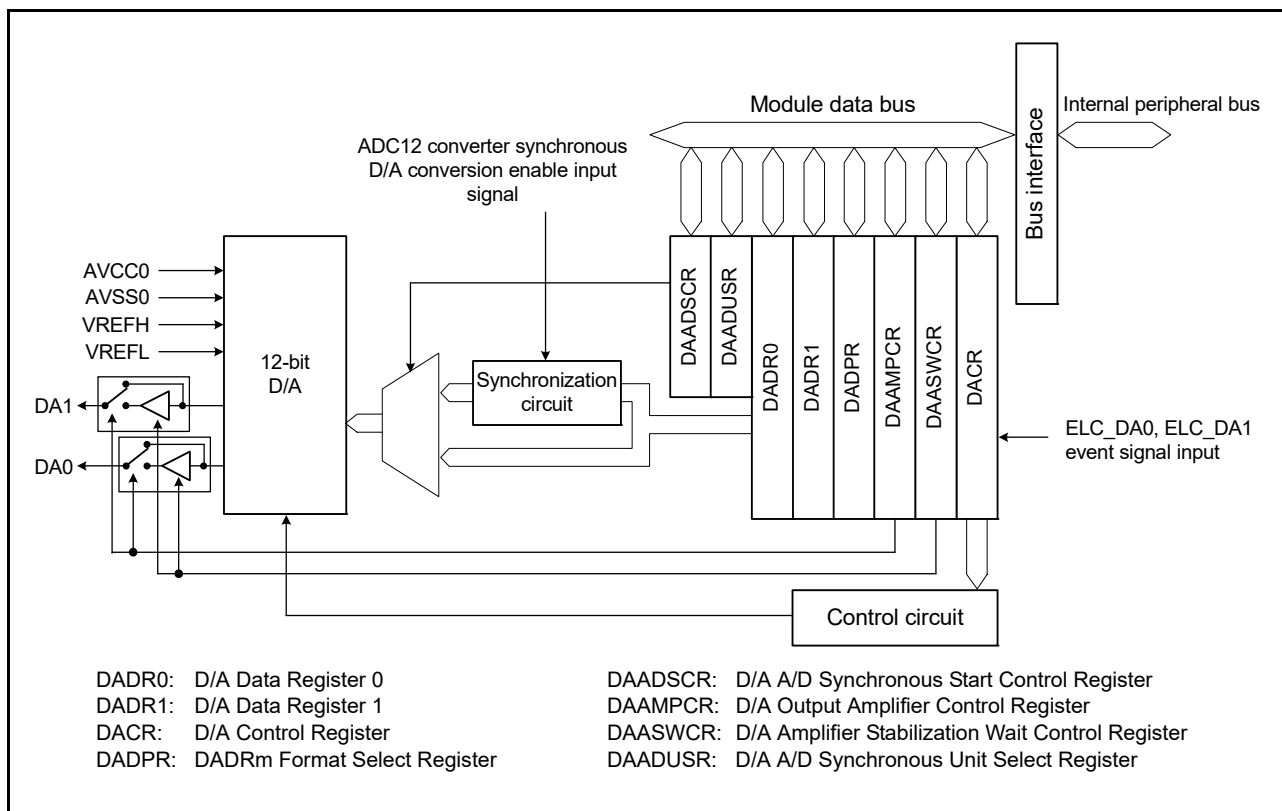 Module data bus
Internal peripheral bus
Bus interface
ADC12 converter synchronous
D/A conversion enable input
signal
AVCC0
AVSS0
VREFH
VREFL
12-bit
D/A
DA1
DA0
Synchronization
circuit
DAADSCR
DAADUSR
DADR0
DADR1
DADPR
DAAMPCR
DAASWCR
DACR
ELC_DA0, ELC_DA1
event signal input
Control circuit
DADR0: D/A Data Register 0
DADR1: D/A Data Register 1
DACR: D/A Control Register
DADPR: DADRm Format Select Register
DAADSCR: D/A A/D Synchronous Start Control Register
DAAMPCR: D/A Output Amplifier Control Register
DAASWCR: D/A Amplifier Stabilization Wait Control Register
DAADUSR: D/A A/D Synchronous Unit Select Register